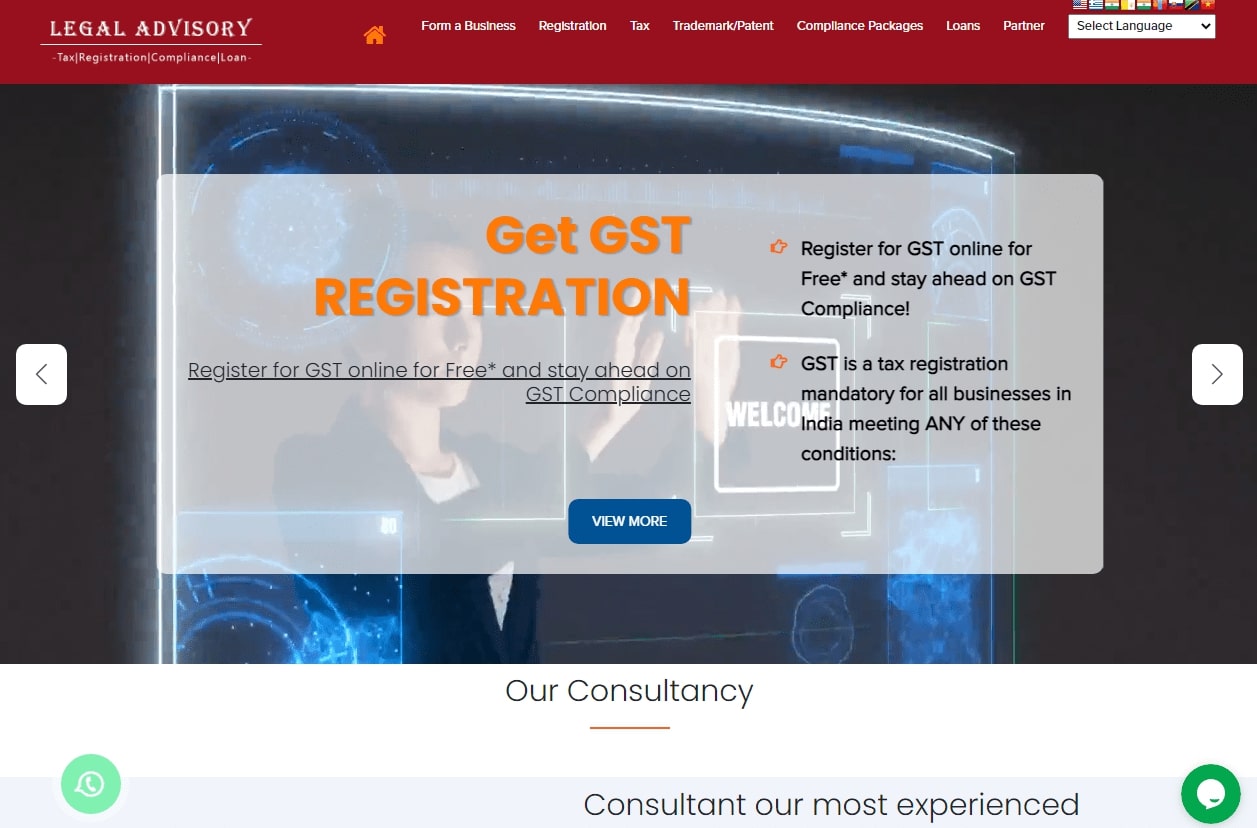 LEGAL ADVISORY
-Tax|Registration|Compliance|Loan-
Form a Business
Registration
Tax
Trademark/Patent
Compliance Packages
Loans
Partner
Select Language
Get GST
REGISTRATION
Register for GST online for Free* and stay ahead on
GST Compliance
VIEW MORE
Register for GST online for
Free* and stay ahead on GST
Compliance!
GST is a tax registration
mandatory for all businesses in
India meeting ANY of these
conditions:
WELCOME
80
Our Consultancy
Consultant our most experienced